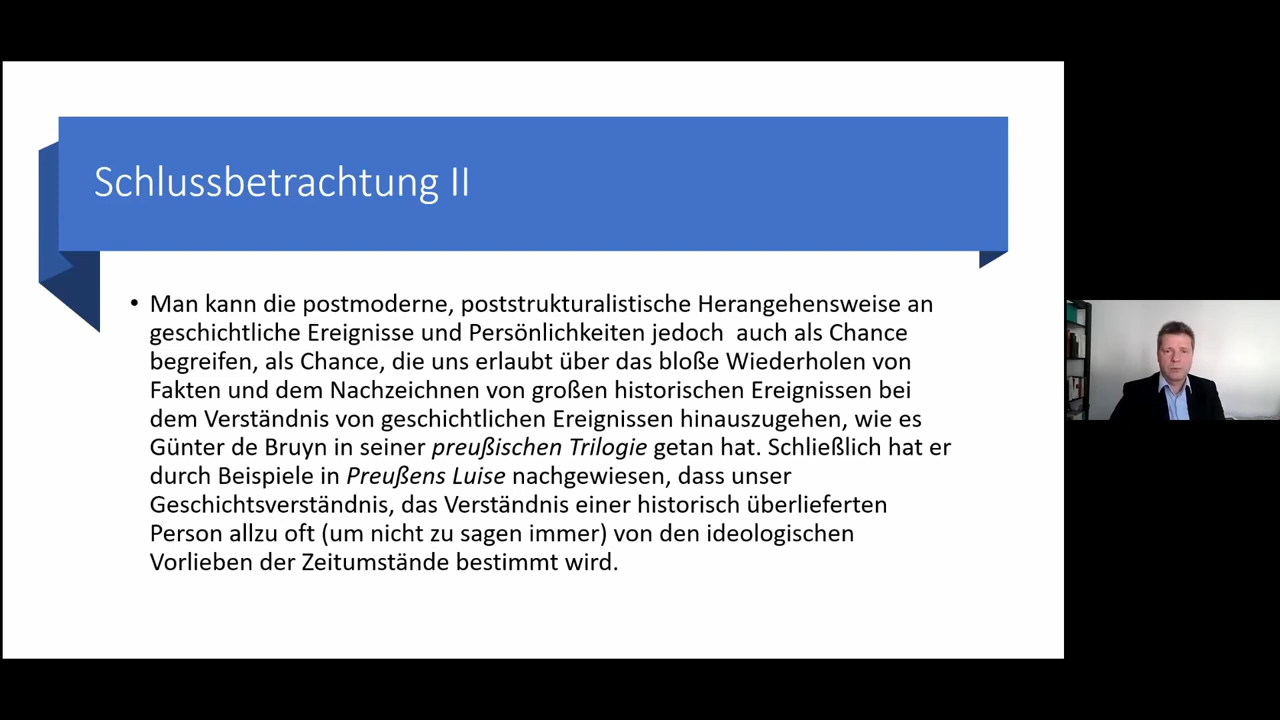 Schlussbetrachtung II
• Man kann die postmoderne, poststrukturalistische Herangehensweise an
geschichtliche Ereignisse und Persönlichkeiten jedoch  auch als Chance
begreifen, als Chance, die uns erlaubt über das bloße Wiederholen von
Fakten und dem Nachzeichnen von großen historischen Ereignissen bei
dem Verständnis von geschichtlichen Ereignissen hinauszugehen, wie es
Günter de Bruyn in seiner preußischen Trilogie getan hat. Schließlich hat er
durch Beispiele in Preußens Luise nachgewiesen, dass unser
Geschichtsverständnis, das Verständnis einer historisch überlieferten
Person allzu oft (um nicht zu sagen immer) von den ideologischen
Vorlieben der Zeitumstände bestimmt wird.